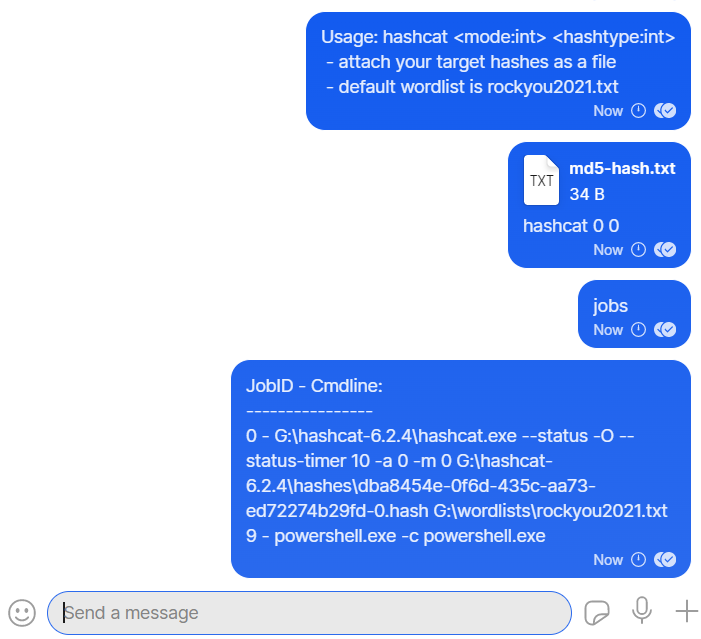 Usage: hashcat <mode:int> <hashtype:int>
- attach your target hashes as a file
- default wordlist is rockyou2021.txt
Now
TXT
md5-hash.txt
34 B
hashcat 0 0
Now
jobs
Now
JobID - Cmdline:
----------------
0 - G:\hashcat-6.2.4\hashcat.exe --status -O --
status-timer 10 -a 0 -m 0 G:\hashcat-
6.2.4\hashes\dba8454e-0f6d-435c-aa73-
ed72274b29fd-0.hash G:\wordlists\rockyou2021.txt
9 - powershell.exe -c powershell.exe
Now
Send a message